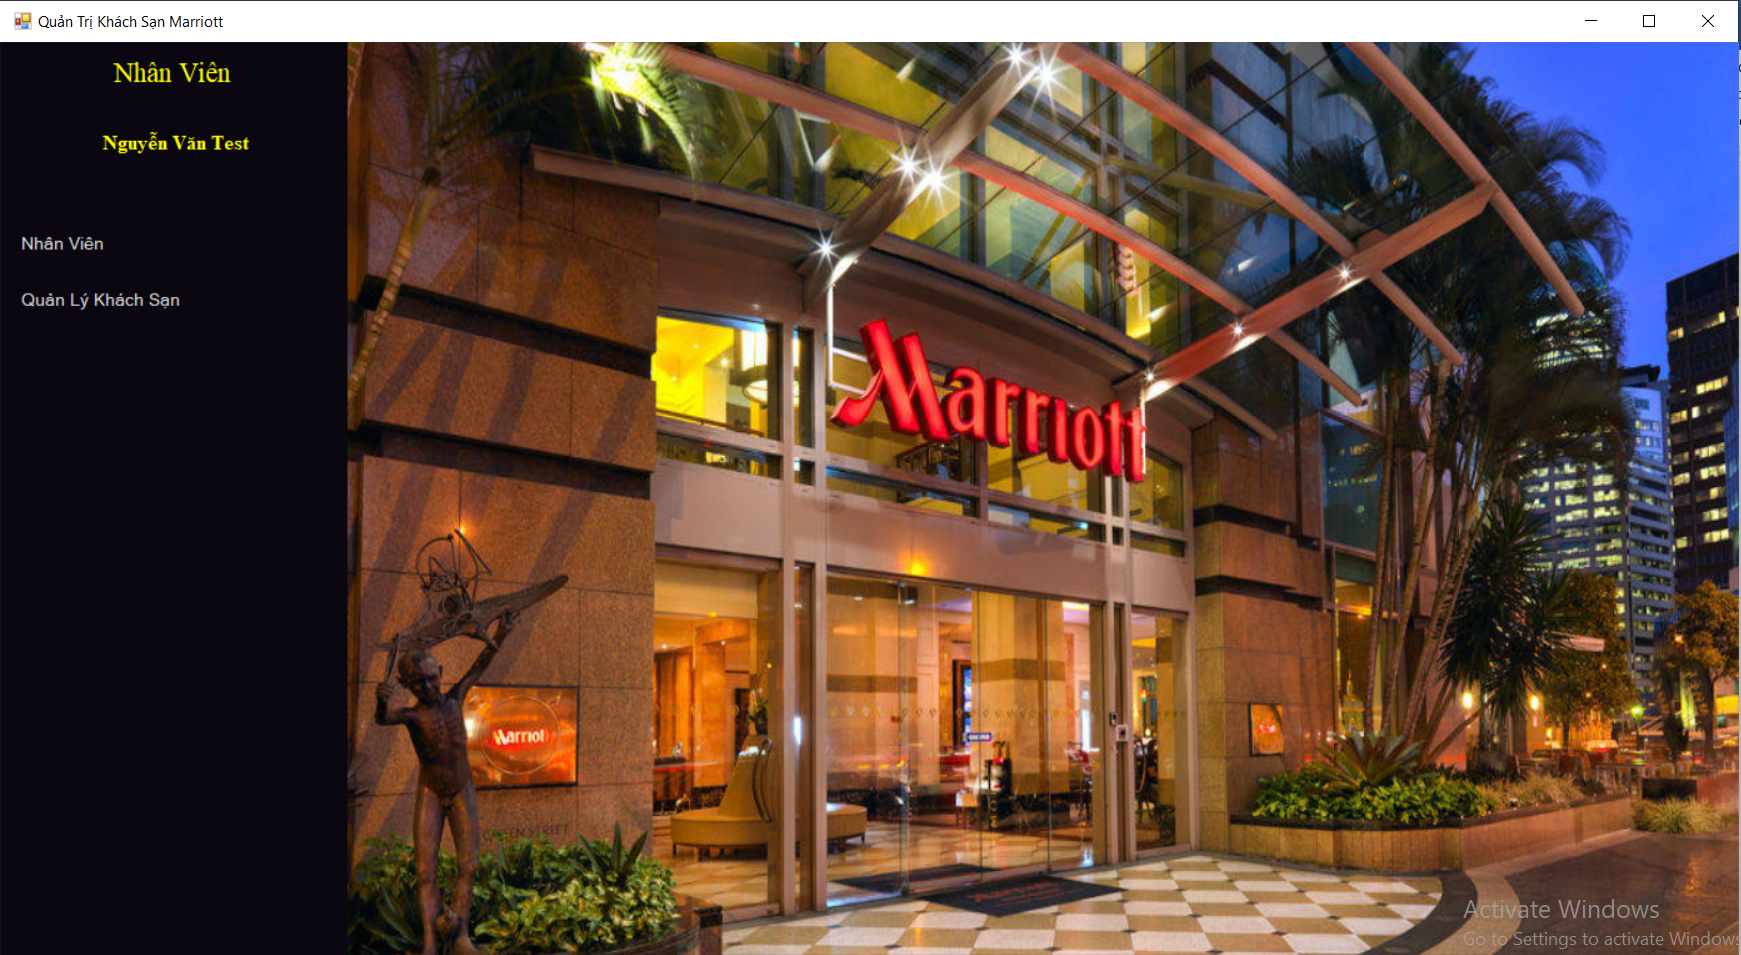 Quản Trị Khách Sạn Marriott
Nhân Viên
Nguyễn Văn Test
Nhân Viên
Quản Lý Khách Sạn
Marriott
Marriot
Activate Windows
Go to Settings to activate Windows